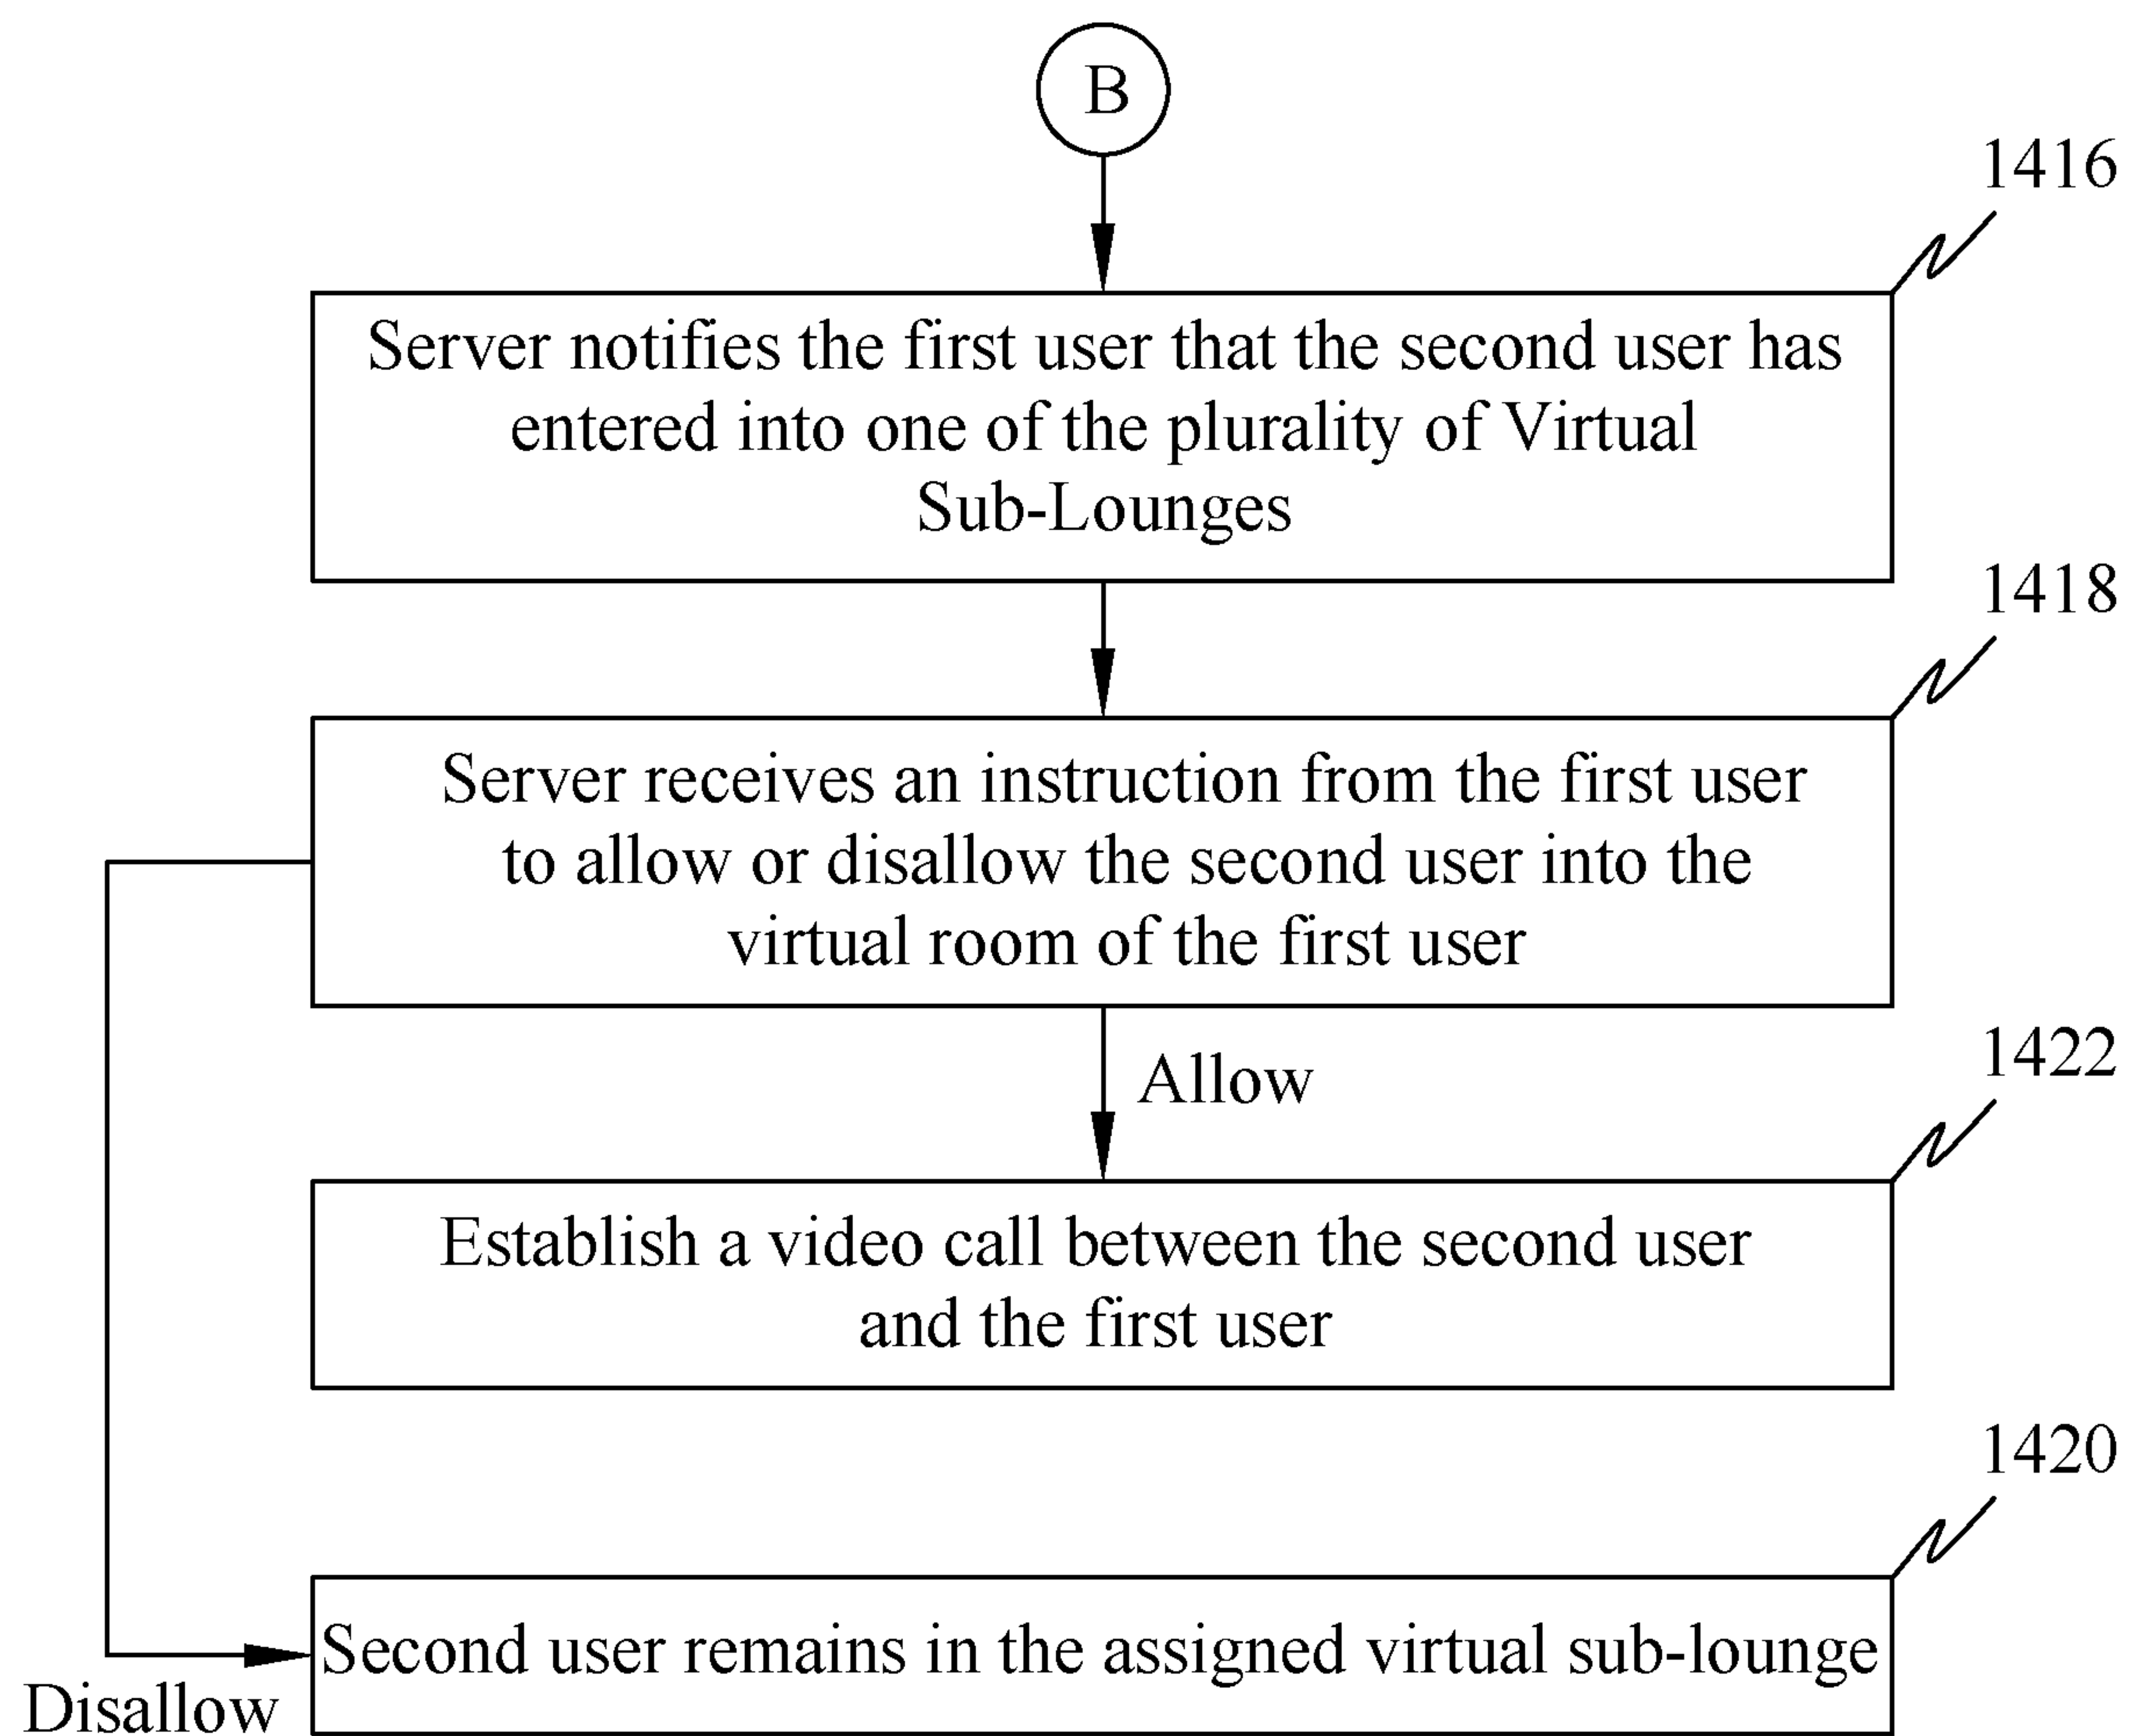 B
1416
Server notifies the first user that the second user has
entered into one of the plurality of Virtual
Sub-Lounges
1418
Server receives an instruction from the first user
to allow or disallow the second user into the
virtual room of the first user
Allow
1422
Establish a video call between the second user
and the first user
1420
Second user remains in the assigned virtual sub-lounge
Disallow